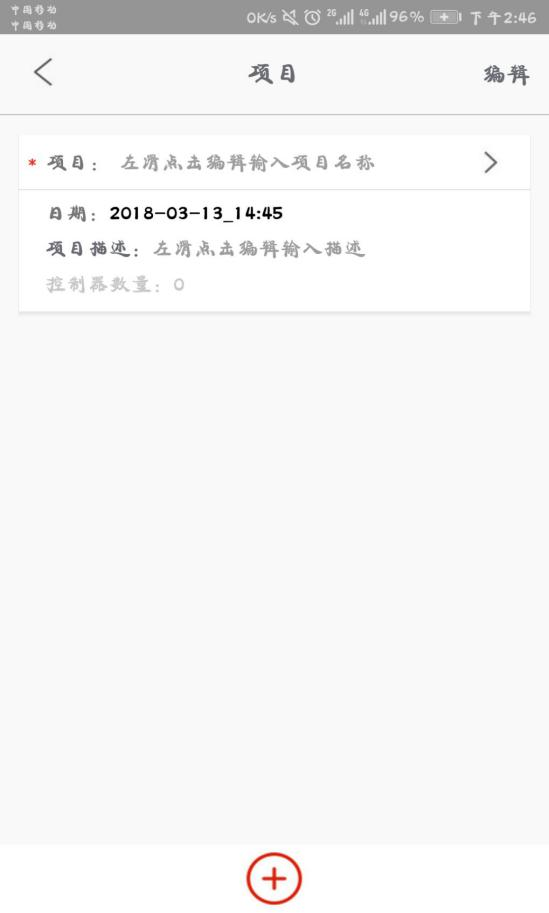 中国移动
中国移动
0K/s 2G 4G 96% 下午2:46
项目 编辑
* 项目： 左滑点击编辑输入项目名称
日期：2018-03-13_14:45
项目描述：左滑点击编辑输入描述
控制器数量：0